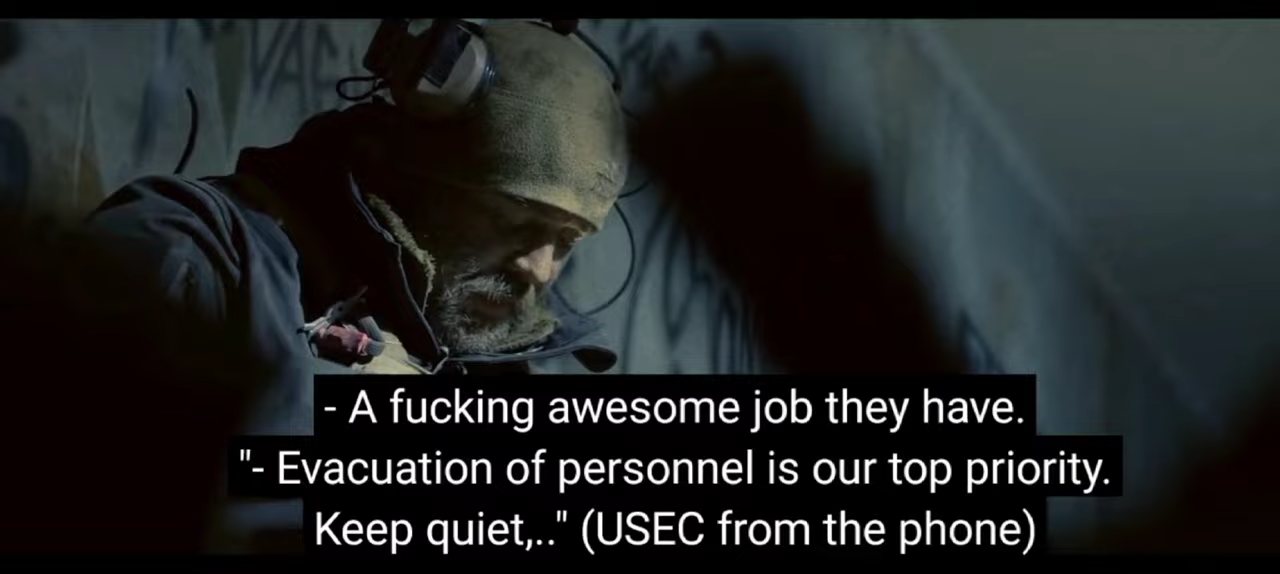 - A fucking awesome job they have.
"- Evacuation of personnel is our top priority.
Keep quiet,.." (USEC from the phone)